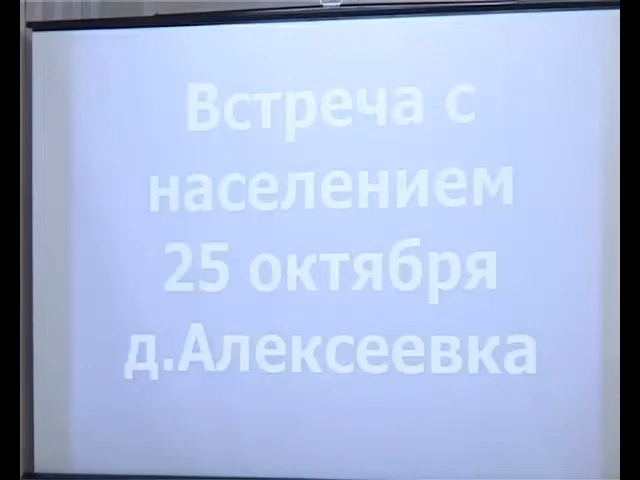 Встреча с
населением
25 октября
д.Алексеевка